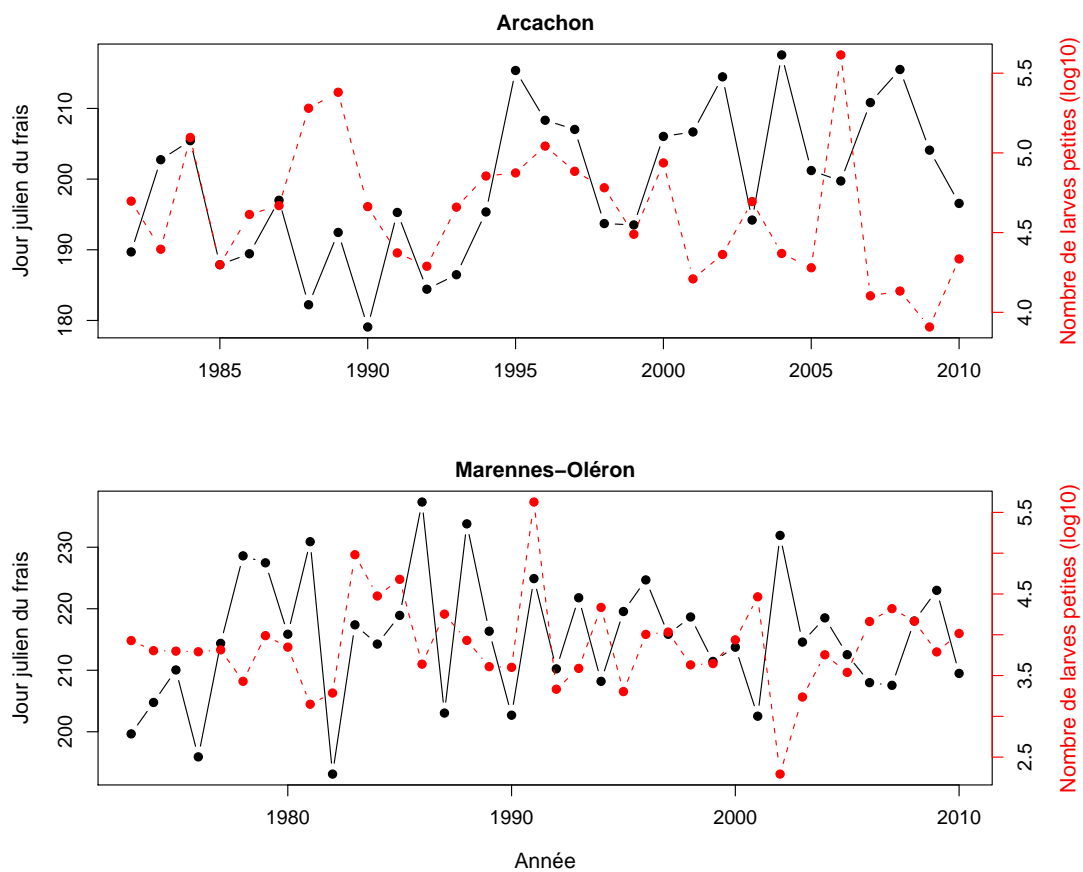 Arcachon
Jour julien du frais
210
200
190
180
5.5
5.0
4.5
4.0
Nombre de larves petites (log10)
1985 1990 1995 2000 2005 2010
Marennes−Oléron
Jour julien du frais
230
220
210
200
5.5
4.5
3.5
2.5
Nombre de larves petites (log10)
1980 1990 2000 2010
Année